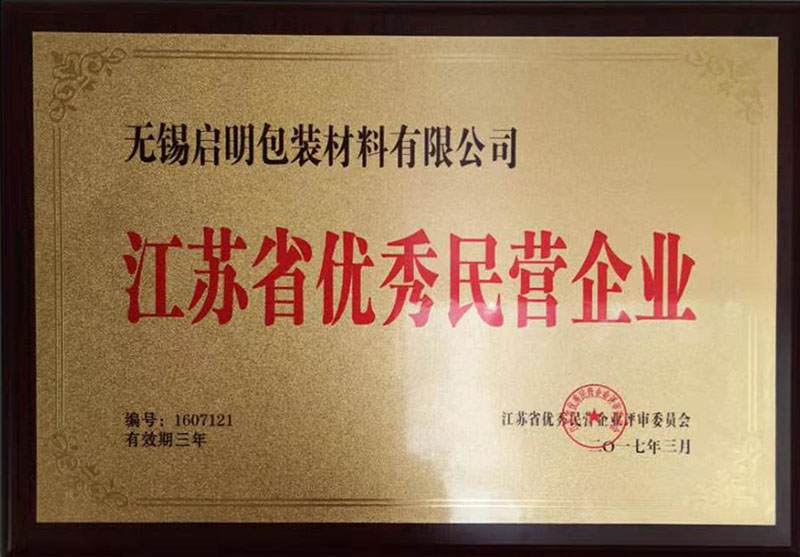 无锡启明包装材料有限公司
江苏省优秀民营企业
编号：1607121
有效期三年
江苏省优秀民营企业评审委员会
二〇一七年三月